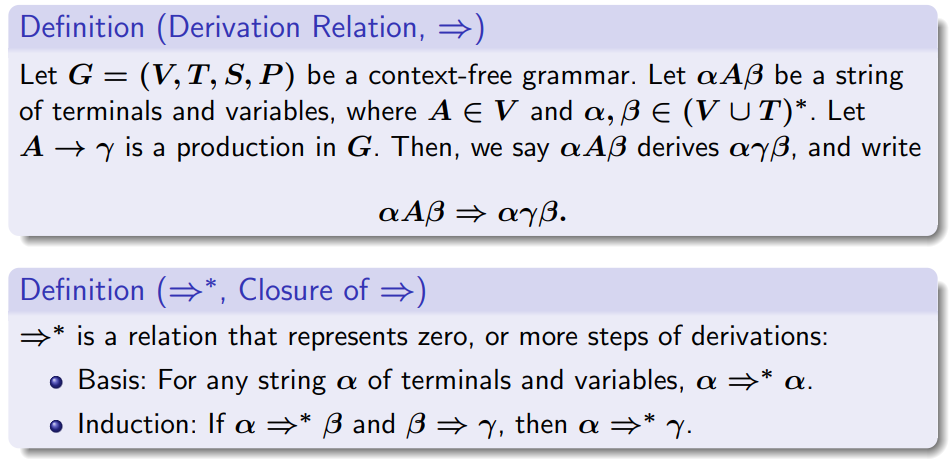 Definition (Derivation Relation, ⇒)
Let G = (V, T, S, P) be a context-free grammar. Let αAβ be a string
of terminals and variables, where A ∈ V and α, β ∈ (V ∪ T)*. Let
A → γ is a production in G. Then, we say αAβ derives αγβ, and write
αAβ ⇒ αγβ.
Definition (⇒*, Closure of ⇒)
⇒* is a relation that represents zero, or more steps of derivations:
Basis: For any string α of terminals and variables, α ⇒* α.
Induction: If α ⇒* β and β ⇒ γ, then α ⇒* γ.